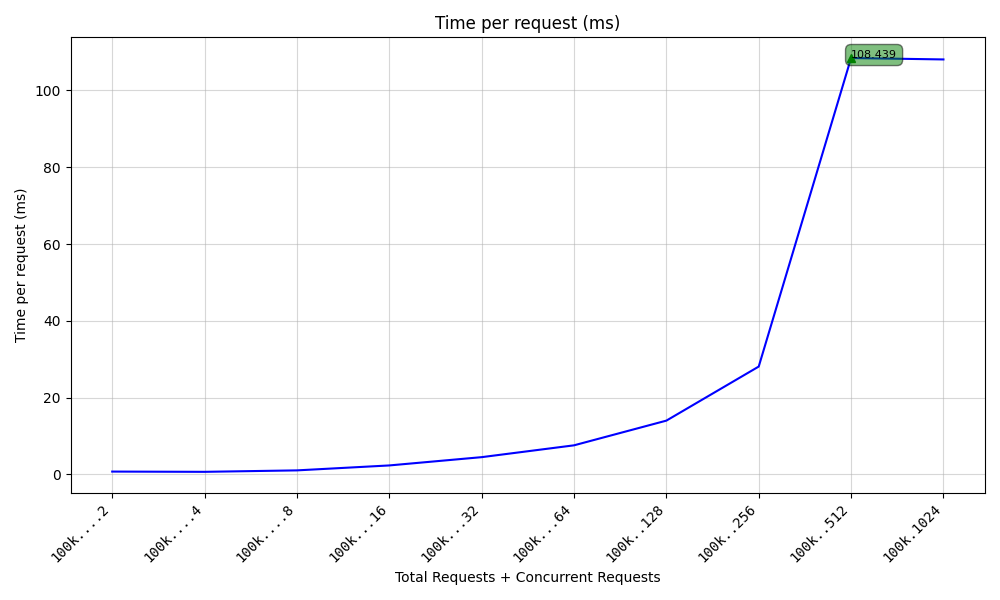 Time per request (ms)
108.439
Time per request (ms)
100
80
60
40
20
0
100k....2
100k....4
100k....8
100k...16
100k...32
100k...64
100k..128
100k..256
100k..512
100k.1024
Total Requests + Concurrent Requests